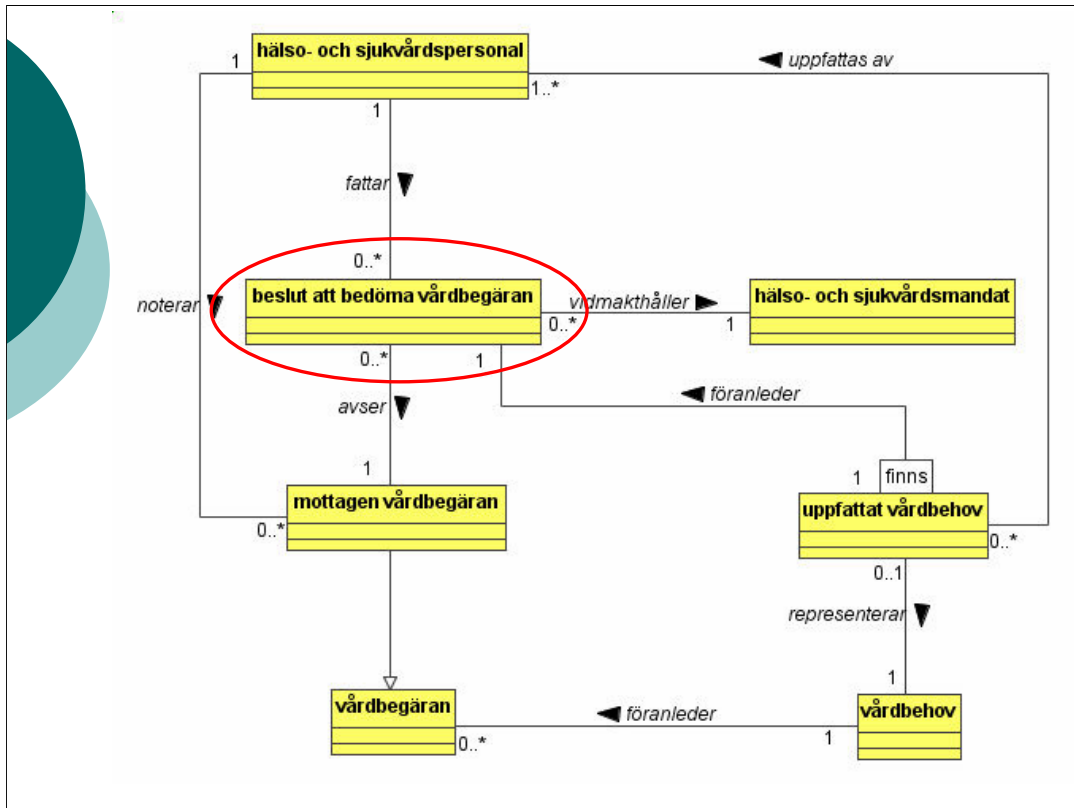 hälso- och sjukvårdspersonal
1
uppfattas av
1..*
1
fattar
0..*
noterar
beslut att bedöma vårdbegäran
vidmakthåller
hälso- och sjukvårdsmandat
0..*
1
0..*
1
föranleder
avser
1
1
finns
mottagen vårdbegäran
uppfattat vårdbehov
0..*
0..*
0..1
representerar
1
vårdbegäran
föranleder
vårdbehov
0..*
1